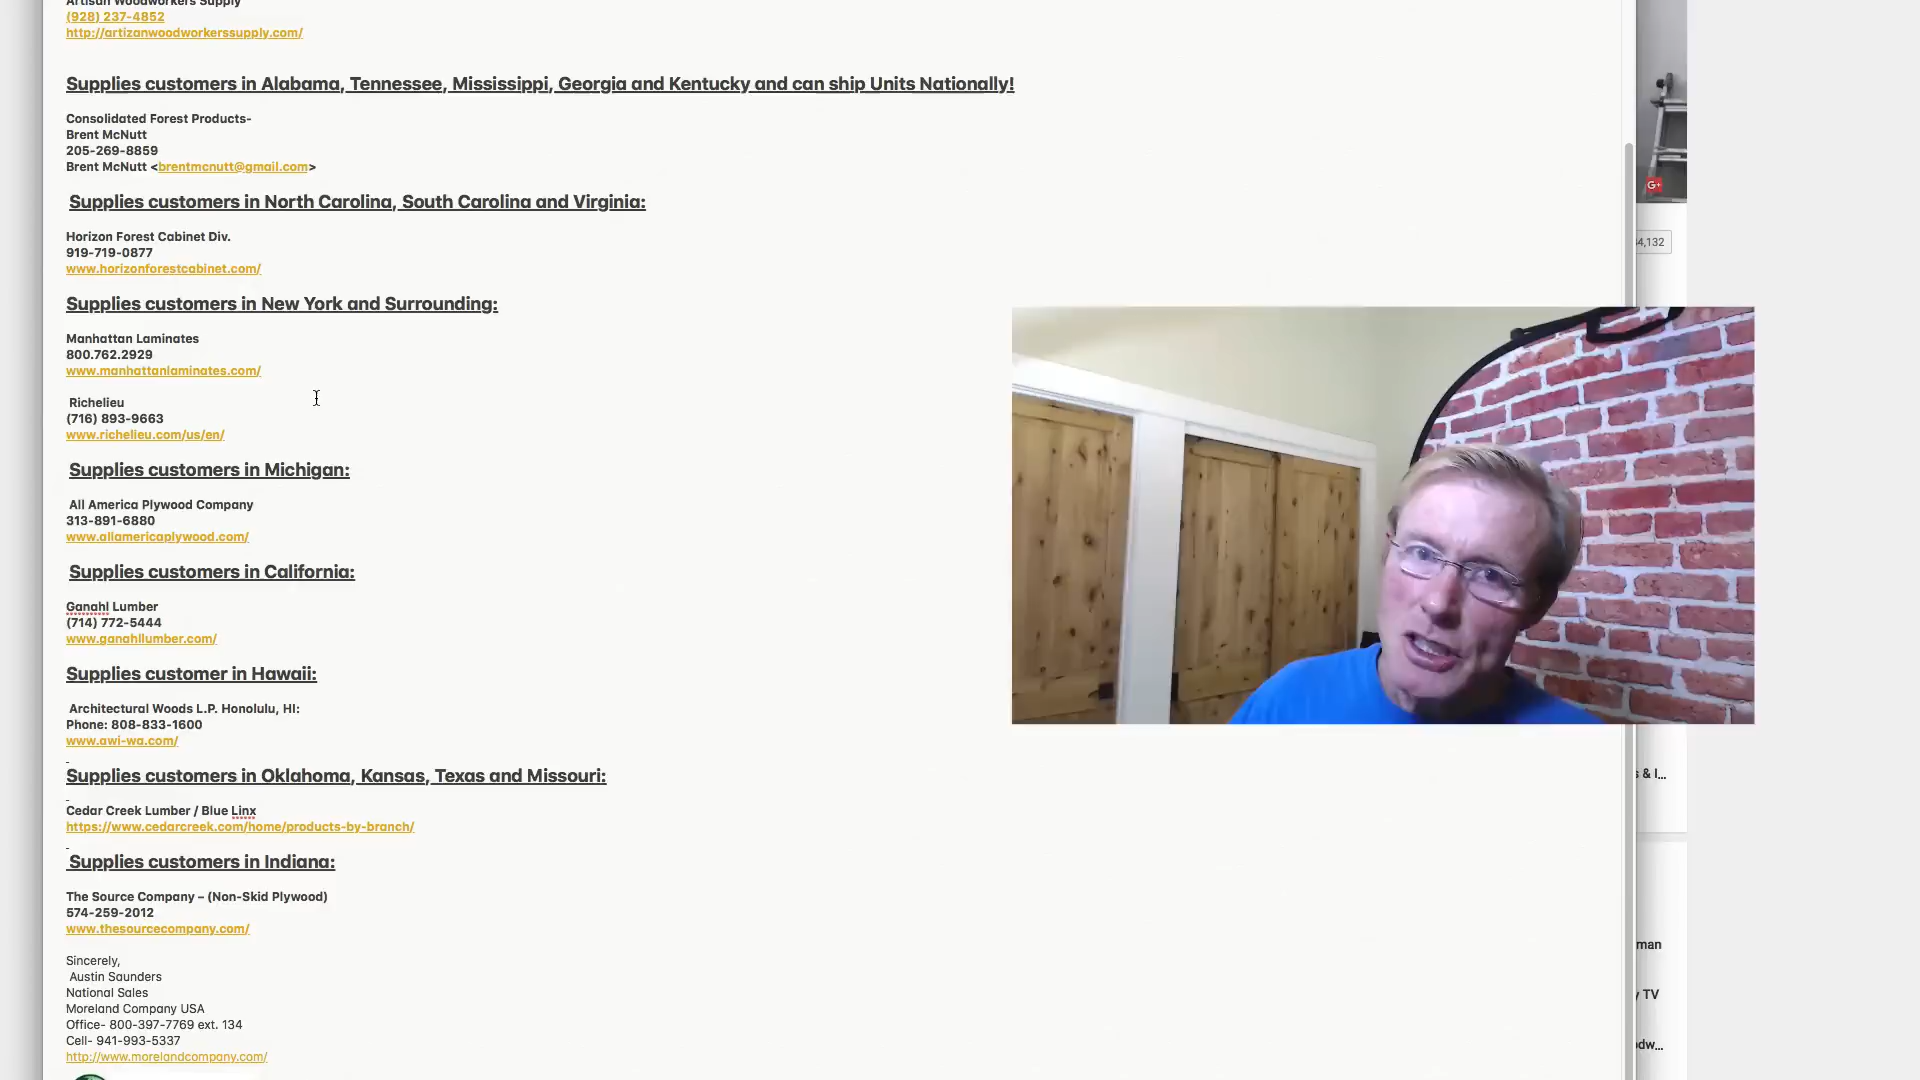 Artisan Woodworkers Supply
(928) 237-4852
http://artizanwoodworkerssupply.com/
Supplies customers in Alabama, Tennessee, Mississippi, Georgia and Kentucky and can ship Units Nationally!
Consolidated Forest Products-
Brent McNutt
205-269-8859
Brent McNutt <brentmcnutt@gmail.com>
Supplies customers in North Carolina, South Carolina and Virginia:
Horizon Forest Cabinet Div.
919-719-0877
www.horizonforestcabinet.com/
Supplies customers in New York and Surrounding:
Manhattan Laminates
800.762.2929
www.manhattanlaminates.com/
Richelieu
(716) 893-9663
www.richelieu.com/us/en/
Supplies customers in Michigan:
All America Plywood Company
313-891-6880
www.allamericaplywood.com/
Supplies customers in California:
Ganahl Lumber
(714) 772-5444
www.ganahllumber.com/
Supplies customer in Hawaii:
Architectural Woods L.P. Honolulu, HI:
Phone: 808-833-1600
www.awi-wa.com/
Supplies customers in Oklahoma, Kansas, Texas and Missouri:
Cedar Creek Lumber / Blue Linx
https://www.cedarcreek.com/home/products-by-branch/
Supplies customers in Indiana:
The Source Company – (Non-Skid Plywood)
574-259-2012
www.thesourcecompany.com/
Sincerely,
Austin Saunders
National Sales
Moreland Company USA
Office- 800-397-7769 ext. 134
Cell- 941-993-5337
http://www.morelandcompany.com/
G+
4,132
s & I...
man
y TV
dw...